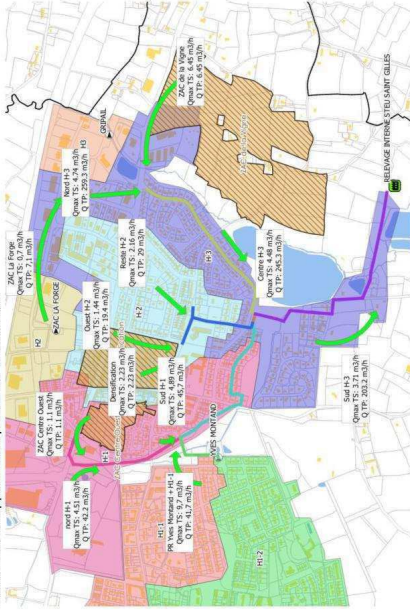 ZAC de la Vigne
Qmax TS: 6.45 m3/h
Q TP: 6.45 m3/h
GRIPAIL
Nord H-3
Qmax TS: 4.74 m3/h
Q TP: 259.3 m3/h
H3
ZAC La Forge
Qmax TS: 0,7 m3/h
Q TP: 7,1 m3/h
ZAC LA FORGE
H2
Reste H-2
Qmax TS: 2.16 m3/h
Q TP: 29 m3/h
Ouest H-2
Qmax TS: 1.44 m3/h
Q TP: 19.4 m3/h
Densification
Qmax TS: 2.23 m3/h
Q TP: 2.23 m3/h
H-2
H-3
Centre H-3
Qmax TS: 4.48 m3/h
Q TP: 245.3 m3/h
RELEVAGE INTERNE STEU SAINT GILLES
ZAC Centre Ouest
Qmax TS: 1.1 m3/h
Q TP: 1.1 m3/h
Sud H-1
Qmax TS: 4,89 m3/h
Q TP: 45,7 m3/h
Sud H-3
Qmax TS: 3.71 m3/h
Q TP: 203.2 m3/h
nord H-1
Qmax TS: 4.51 m3/h
Q TP: 42.2 m3/h
H-1
YVES MONTAND
PR Yves Montand + H1-1
Qmax TS: 9,7 m3/h
Q TP: 41,7 m3/h
H1-1
H1-2